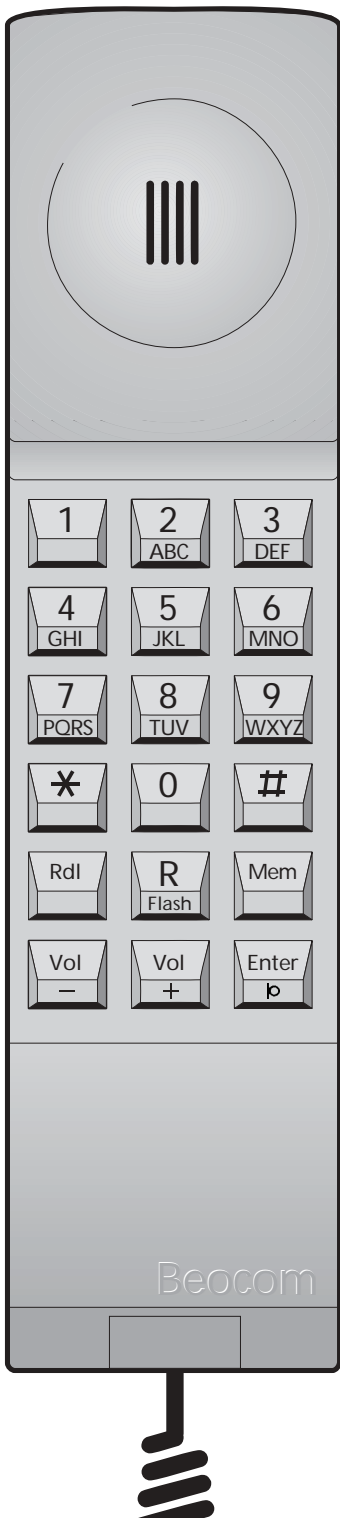 1 2 3
ABC DEF
4 5 6
GHI JKL MNO
7 8 9
PQRS TUV WXYZ
* 0 #
Rdl R Mem
Flash
Vol Vol Enter
− +
Beocom